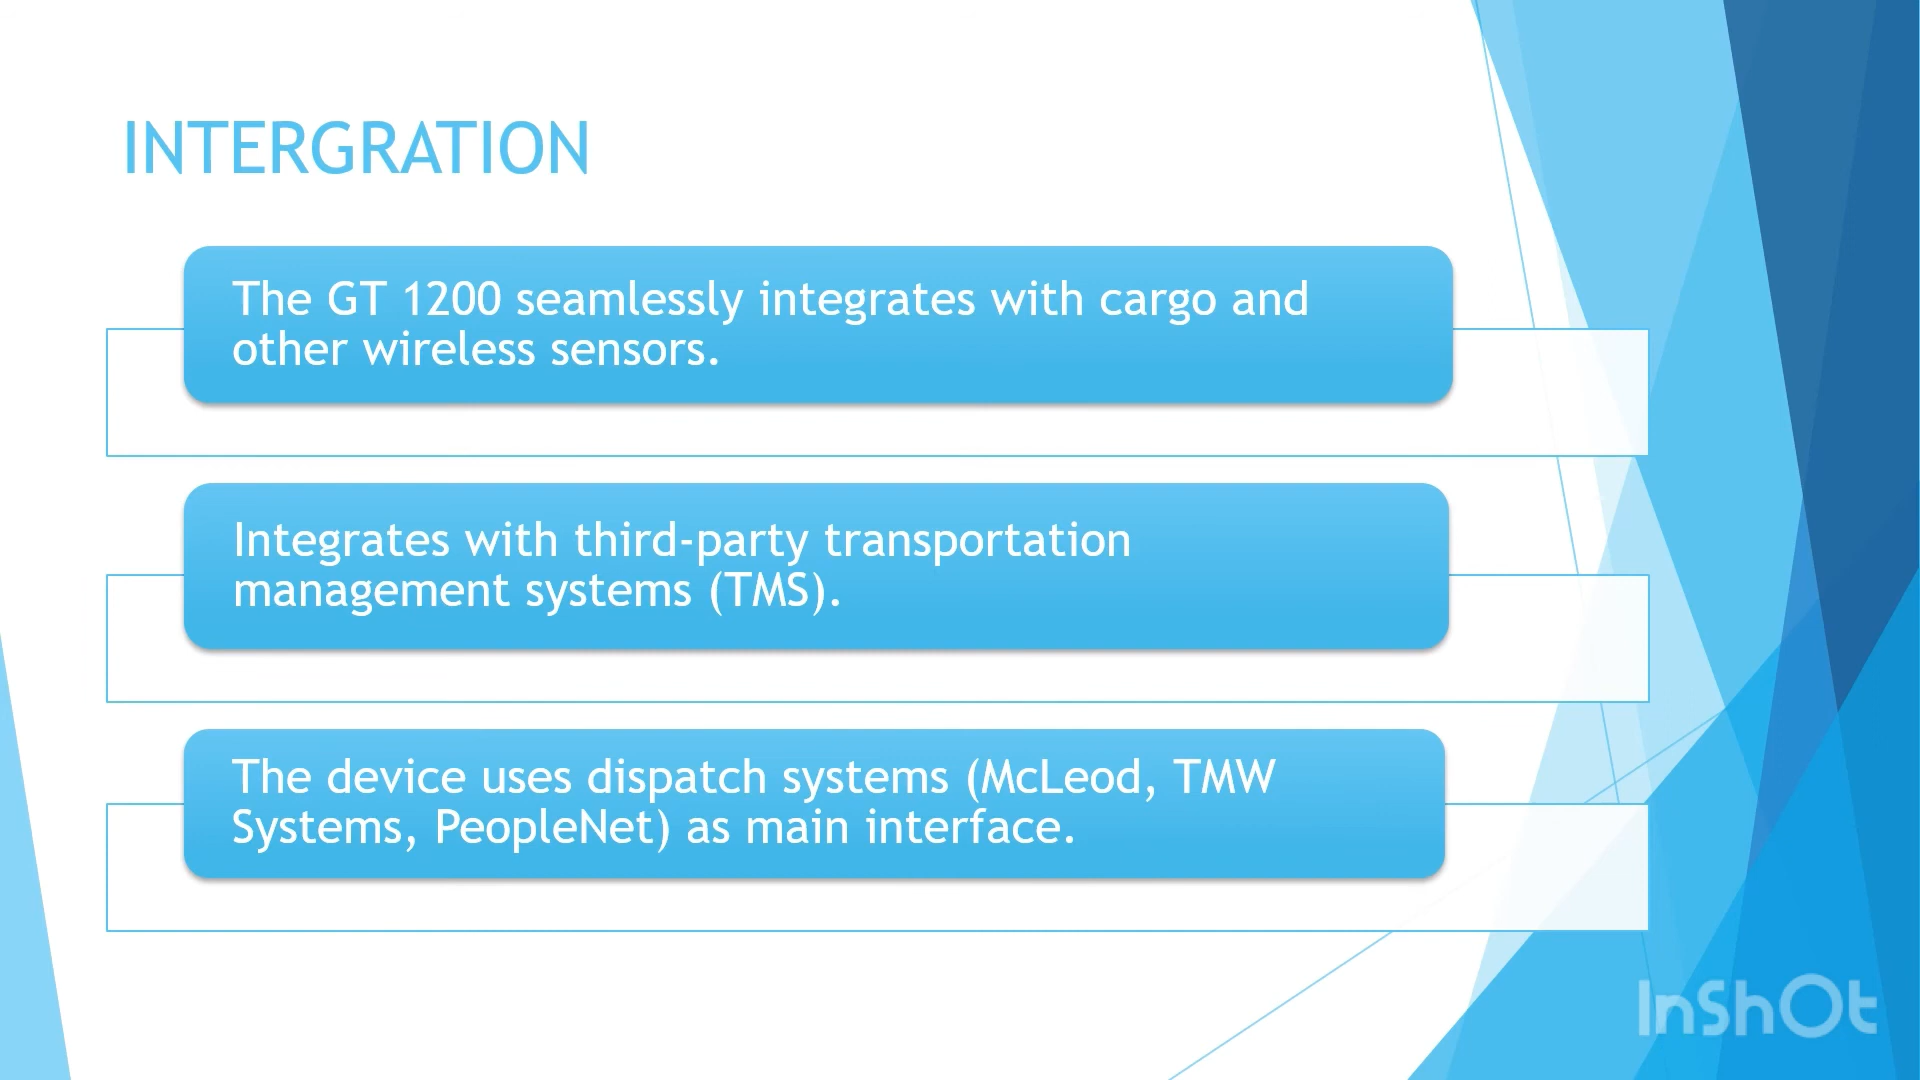 INTERGRATION
The GT 1200 seamlessly integrates with cargo and
other wireless sensors.
Integrates with third-party transportation
management systems (TMS).
The device uses dispatch systems (McLeod, TMW
Systems, PeopleNet) as main interface.
InShOt